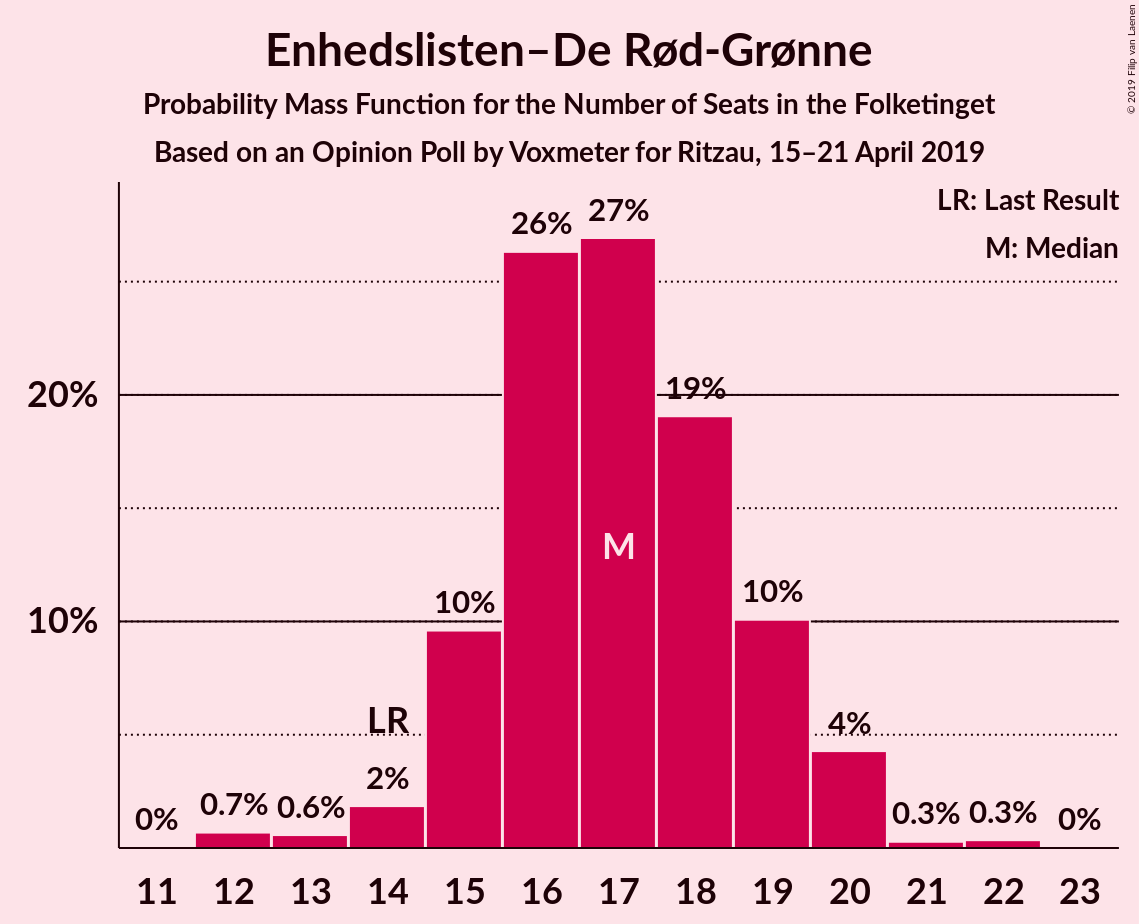 Enhedslisten–De Rød-Grønne
Probability Mass Function for the Number of Seats in the Folketinget
Based on an Opinion Poll by Voxmeter for Ritzau, 15–21 April 2019
© 2019 Filip van Laenen
LR: Last Result
M: Median
20%
10%
0%
0.7%
0.6%
LR
2%
10%
26%
27%
M
19%
10%
4%
0.3%
0.3%
0%
11 12 13 14 15 16 17 18 19 20 21 22 23